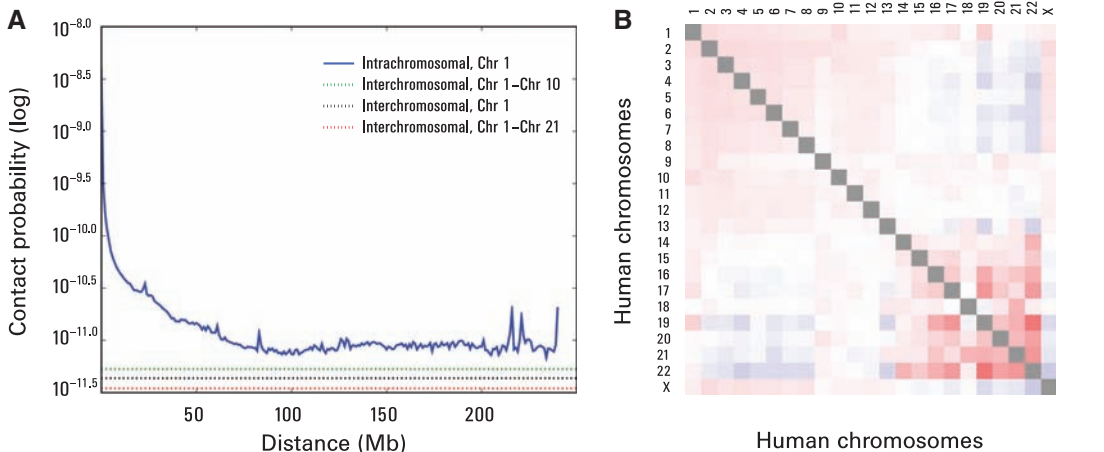 A
Contact probability (log)
10^–8.0
10^–8.5
10^–9.0
10^–9.5
10^–10.0
10^–10.5
10^–11.0
10^–11.5
Intrachromosomal, Chr 1
Interchromosomal, Chr 1–Chr 10
Interchromosomal, Chr 1
Interchromosomal, Chr 1–Chr 21
50 100 150 200
Distance (Mb)
B
1 2 3 4 5 6 7 8 9 10 11 12 13 14 15 16 17 18 19 20 21 22 X
Human chromosomes
1
2
3
4
5
6
7
8
9
10
11
12
13
14
15
16
17
18
19
20
21
22
X
Human chromosomes